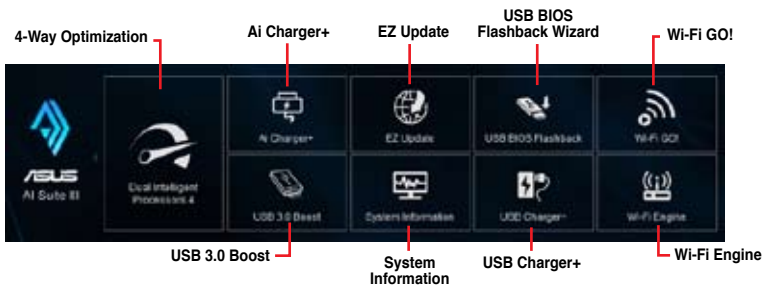 4-Way Optimization
Ai Charger+
EZ Update
USB BIOS
Flashback Wizard
Wi-Fi GO!
ASUS
AI Suite III
Dual Intelligent
Processors 4
Ai Charger+
EZ Update
USB BIOS Flashback
Wi-Fi GO!
USB 3.0 Boost
System Information
USB Charger+
Wi-Fi Engine
USB 3.0 Boost
System
Information
USB Charger+
Wi-Fi Engine